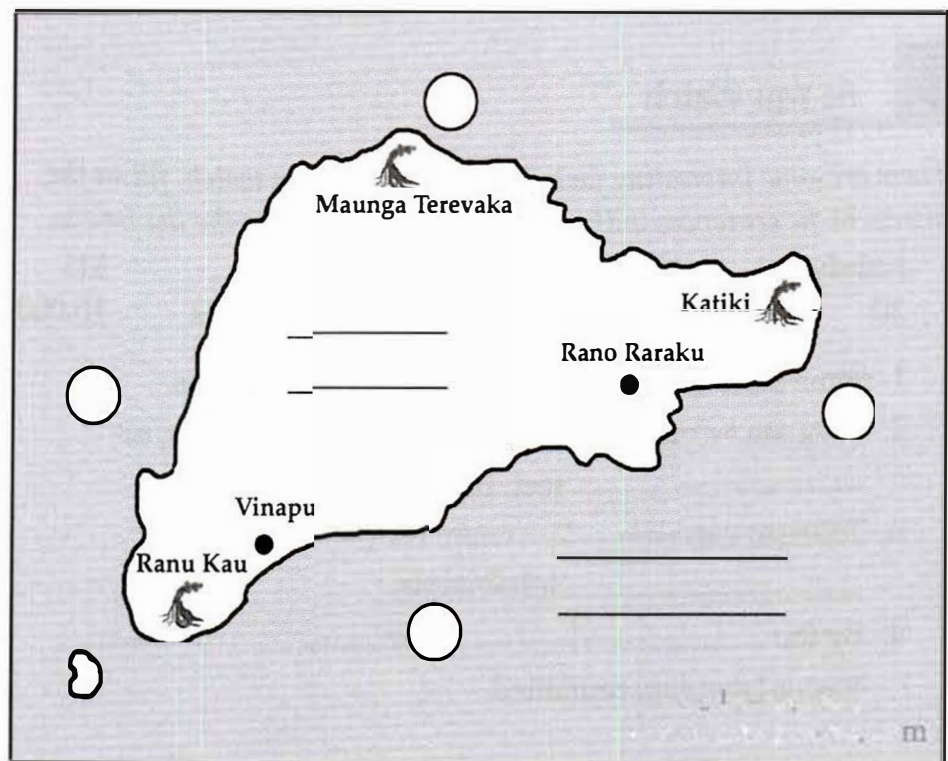 Maunga Terevaka
Katiki
Rano Raraku
Vinapu
Ranu Kau
m